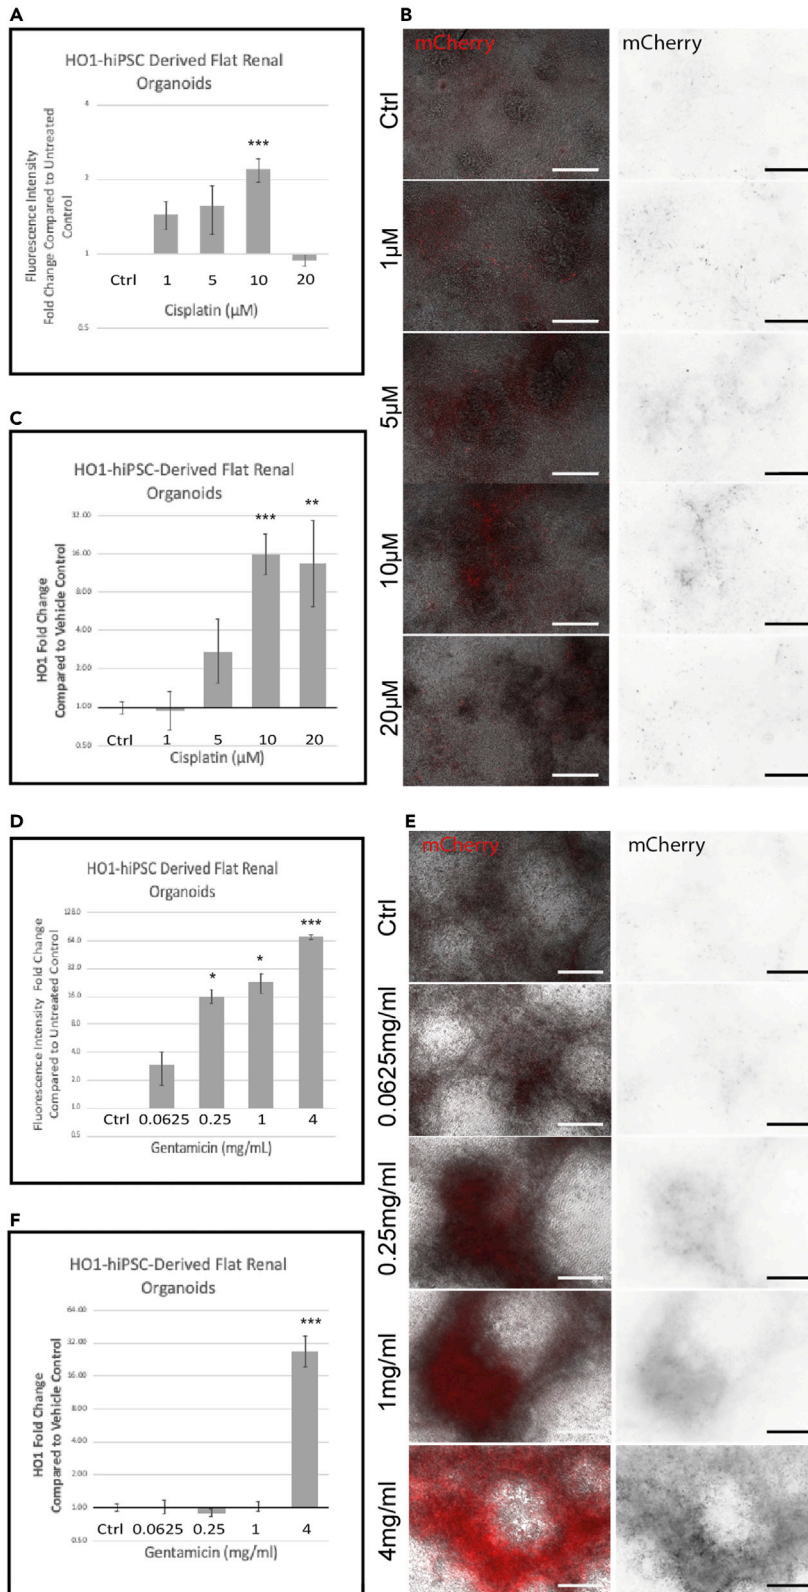 A
HO1-hiPSC Derived Flat Renal
Organoids
Fluorescence Intensity
Fold Change Compared to Untreated
Control
4
2
1
0.5
***
Ctrl 1 5 10 20
Cisplatin (µM)
B
mCherry
mCherry
Ctrl
1µM
5µM
10µM
20µM
C
HO1-hiPSC-Derived Flat Renal
Organoids
HO1 Fold Change
Compared to Vehicle Control
32.00
16.00
8.00
4.00
2.00
1.00
0.50
***
**
Ctrl 1 5 10 20
Cisplatin (µM)
D
HO1-hiPSC Derived Flat Renal
Organoids
Fluorescence Intensity Fold Change
Compared to Untreated Control
128.0
64.0
32.0
16.0
8.0
4.0
2.0
1.0
0.5
*
*
***
Ctrl 0.0625 0.25 1 4
Gentamicin (mg/mL)
E
mCherry
mCherry
Ctrl
0.0625mg/ml
0.25mg/ml
1mg/ml
4mg/ml
F
HO1-hiPSC-Derived Flat Renal
Organoids
HO1 Fold Change
Compared to Vehicle Control
64.00
32.00
16.00
8.00
4.00
2.00
1.00
0.50
***
Ctrl 0.0625 0.25 1 4
Gentamicin (mg/ml)